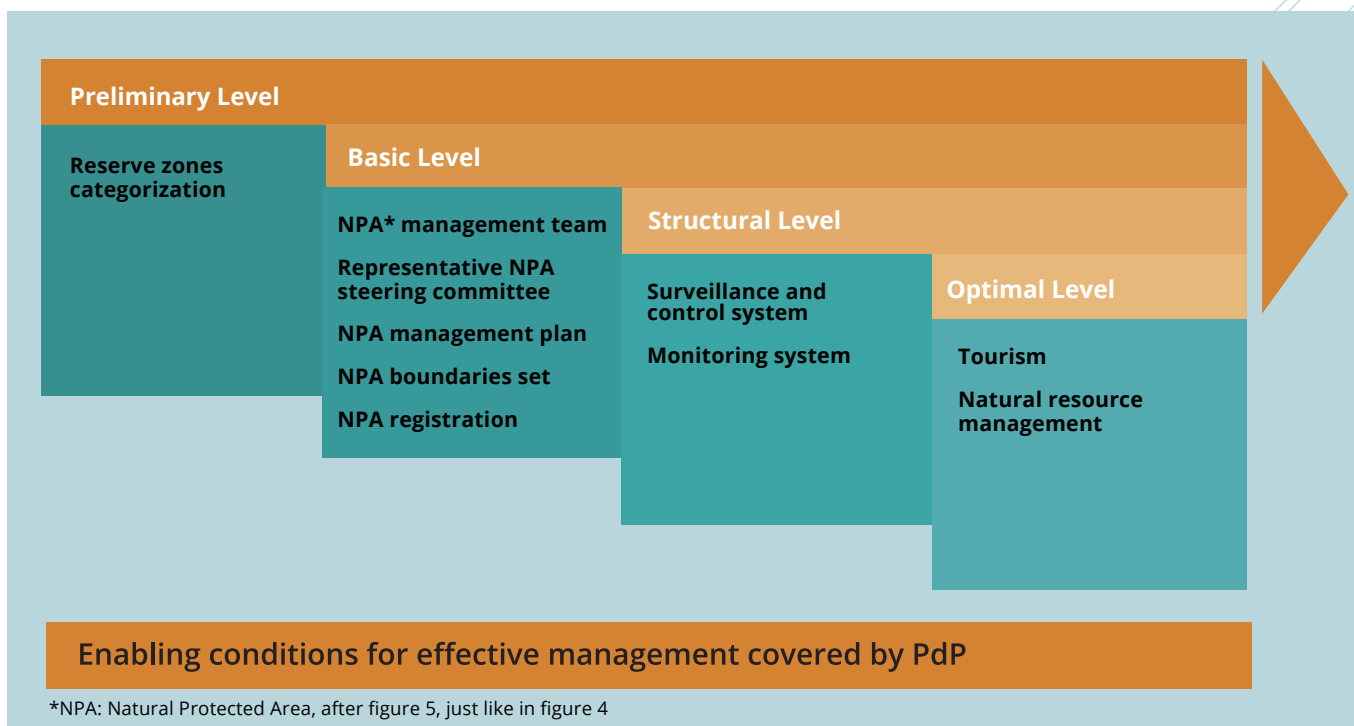 Preliminary Level
Reserve zones
categorization
Basic Level
NPA* management team
Representative NPA
steering committee
NPA management plan
NPA boundaries set
NPA registration
Structural Level
Surveillance and
control system
Monitoring system
Optimal Level
Tourism
Natural resource
management
Enabling conditions for effective management covered by PdP
*NPA: Natural Protected Area, after figure 5, just like in figure 4